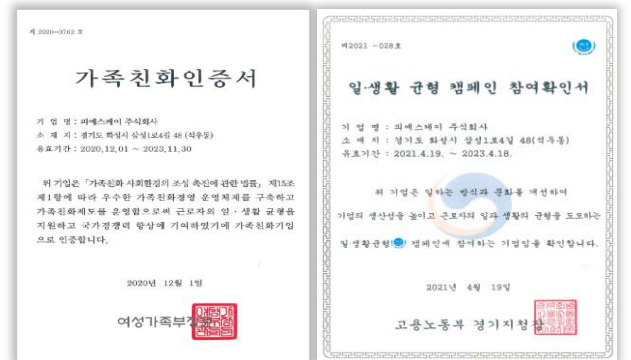 제 2020-0762 호
가족친화인증서
기 업 명 : 피에스케이 주식회사
소 재 지 : 경기도 화성시 삼성1로4길 48 (석우동)
유효기간 : 2020.12.01 ~ 2023.11.30
위 기업은 「가족친화 사회환경의 조성 촉진에 관한 법률」 제15조
제1항에 따라 우수한 가족친화경영 운영체제를 구축하고
가족친화제도를 운영함으로써 근로자의 일ㆍ생활 균형을
지원하고 국가경쟁력 향상에 기여하였기에 가족친화기업
으로 인증합니다.
2020년 12월 1일
여성가족부장관
제2021 -028호
일·생활 균형 캠페인 참여확인서
기 업 명 : 피에스케이 주식회사
소 재 지 : 경기도 화성시 삼성1로4길 48(석우동)
유효기간 : 2021.4.19. ~ 2023.4.18.
위 기업은 일하는 방식과 문화를 개선하여
기업의 생산성을 높이고 근로자의 일과 생활의 균형을 도모하는
일·생활균형 캠페인에 참여하는 기업임을 확인합니다.
2021년 4월 19일
고용노동부 경기지청장